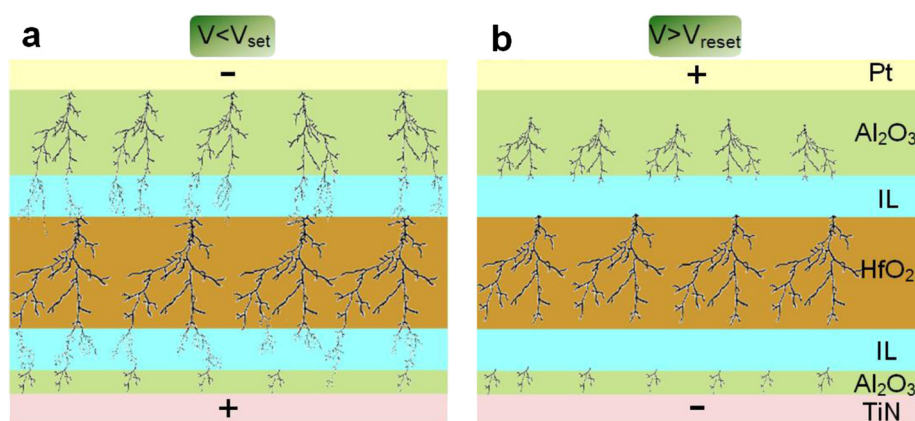 a
V<Vset
b
V>Vreset
−
+
Pt
Al2O3
IL
HfO2
IL
Al2O3
+
−
TiN